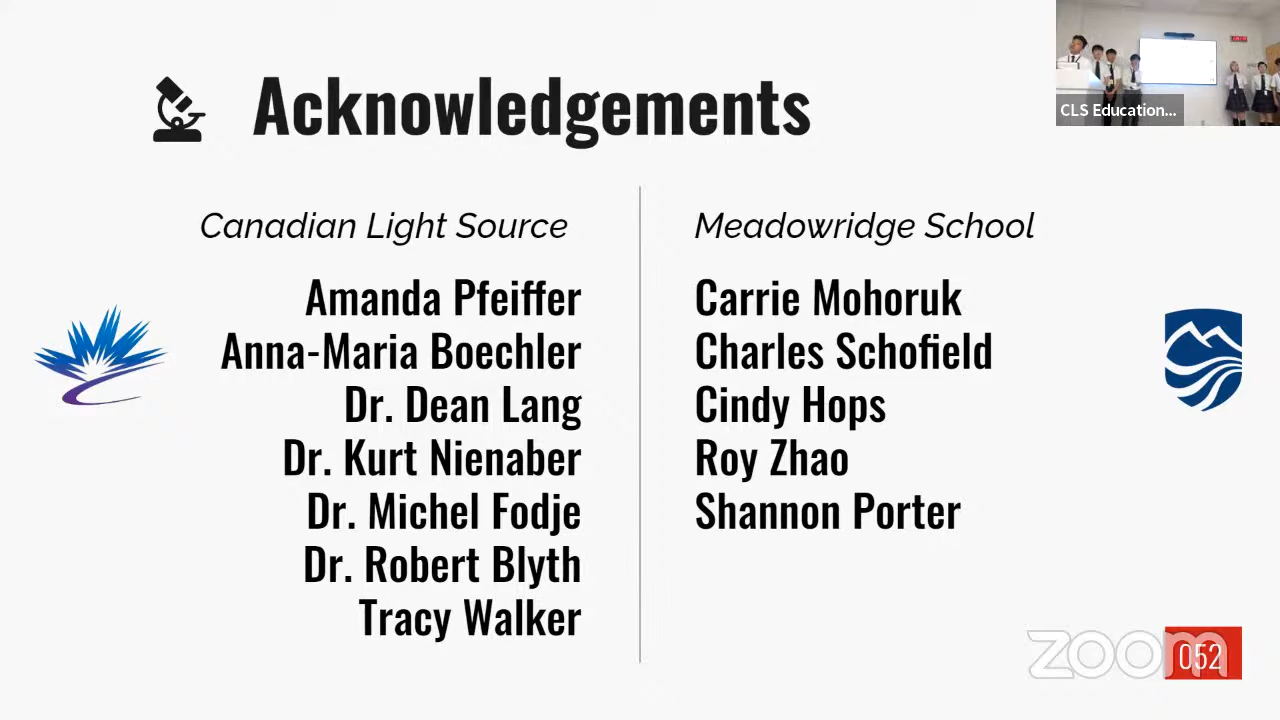 Acknowledgements
CLS Education...
Canadian Light Source
Amanda Pfeiffer
Anna-Maria Boechler
Dr. Dean Lang
Dr. Kurt Nienaber
Dr. Michel Fodje
Dr. Robert Blyth
Tracy Walker
Meadowridge School
Carrie Mohoruk
Charles Schofield
Cindy Hops
Roy Zhao
Shannon Porter
zoom
052